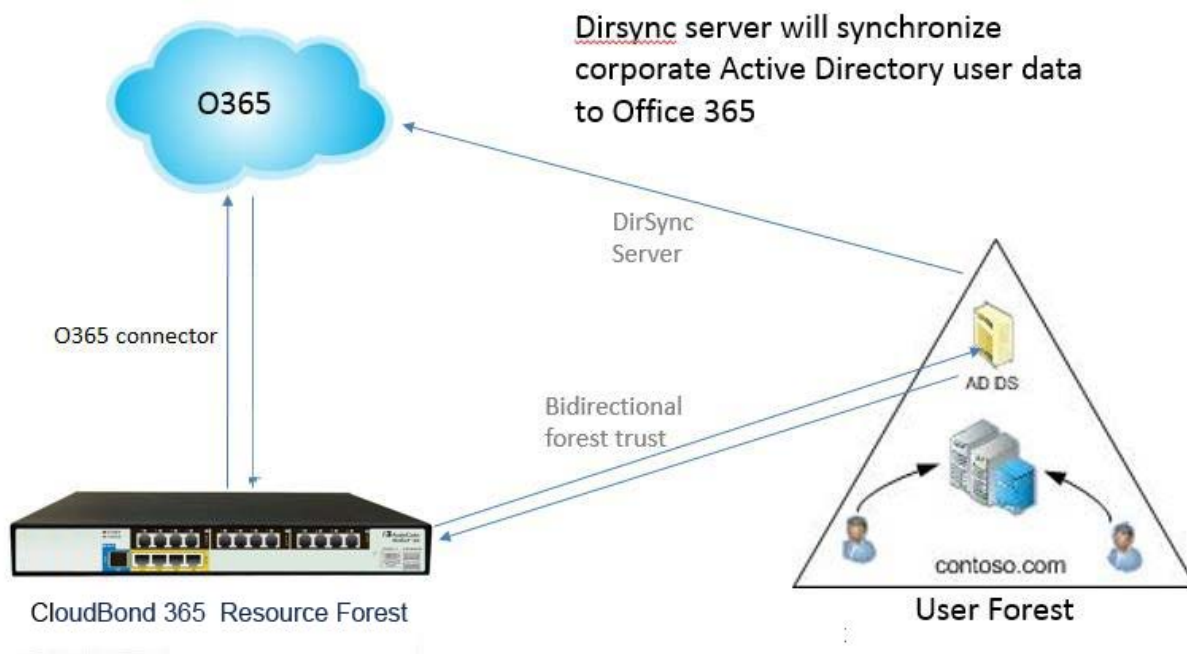 Dirsync server will synchronize
corporate Active Directory user data
to Office 365
O365
DirSync
Server
O365 connector
AD DS
Bidirectional
forest trust
contoso.com
CloudBond 365 Resource Forest
User Forest